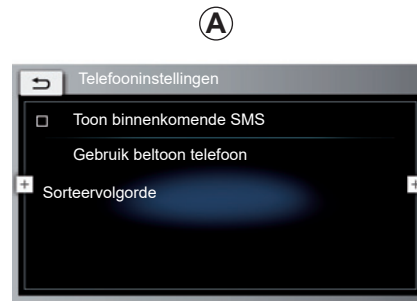 A
Telefooninstellingen
Toon binnenkomende SMS
Gebruik beltoon telefoon
Sorteervolgorde